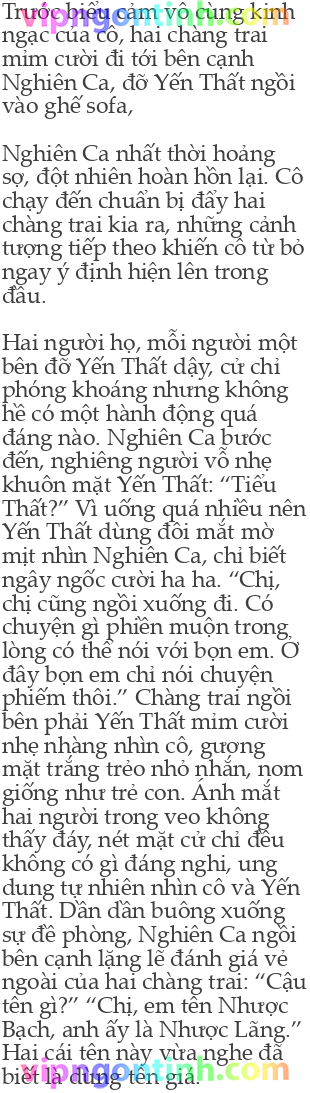 Trước biểu cảm vô cùng kinh
ngạc của cô, hai chàng trai
mỉm cười đi tới bên cạnh
Nghiên Ca, đỡ Yến Thất ngồi
vào ghế sofa,

Nghiên Ca nhất thời hoảng
sợ, đột nhiên hoàn hồn lại. Cô
chạy đến chuẩn bị đẩy hai
chàng trai kia ra, những cảnh
tượng tiếp theo khiến cô từ bỏ
ngay ý định hiện lên trong
đầu.

Hai người họ, mỗi người một
bên đỡ Yến Thất dậy, cử chỉ
phóng khoáng nhưng không
hề có một hành động quá
đáng nào. Nghiên Ca bước
đến, nghiêng người vỗ nhẹ
khuôn mặt Yến Thất: “Tiểu
Thất?” Vì uống quá nhiều nên
Yến Thất dùng đôi mắt mờ
mịt nhìn Nghiên Ca, chỉ biết
ngây ngốc cười ha ha. “Chị,
chị cũng ngồi xuống đi. Có
chuyện gì phiền muộn trong
lòng có thể nói với bọn em. Ở
đây bọn em chỉ nói chuyện
phiếm thôi.” Chàng trai ngồi
bên phải Yến Thất mỉm cười
nhẹ nhàng nhìn cô, gương
mặt trắng trẻo nhỏ nhắn, nom
giống như trẻ con. Ánh mắt
hai người trong veo không
thấy đáy, nét mặt cử chỉ đều
không có gì đáng nghi, ung
dung tự nhiên nhìn cô và Yến
Thất. Dần dần buông xuống
sự đề phòng, Nghiên Ca ngồi
bên cạnh lặng lẽ đánh giá vẻ
ngoài của hai chàng trai: “Cậu
tên gì?” “Chị, em tên Nhược
Bạch, anh ấy là Nhược Lãng.”
Hai cái tên này vừa nghe đã
biết là dùng tên giả.
vipngontinh.com
vipngontinh.com